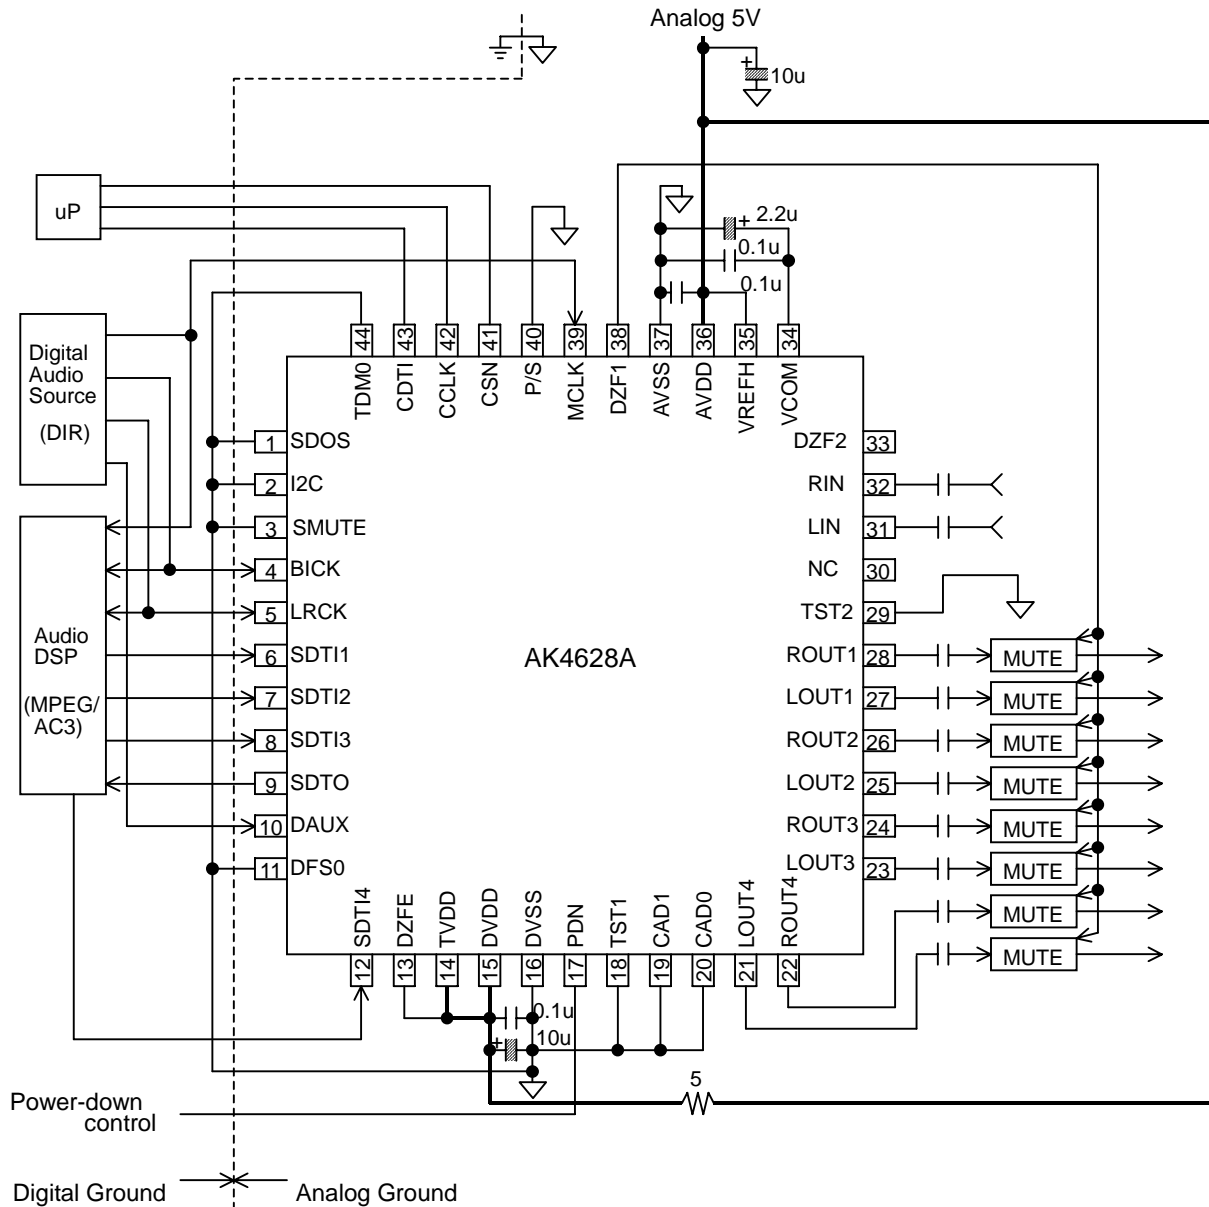 Analog 5V
+
10u
uP
+ 2.2u
0.1u
0.1u
44
43
42
41
40
39
38
37
36
35
34
TDM0
CDTI
CCLK
CSN
P/S
MCLK
DZF1
AVSS
AVDD
VREFH
VCOM
Digital
Audio
Source
(DIR)
Audio
DSP
(MPEG/
AC3)
1 SDOS
2 I2C
3 SMUTE
4 BICK
5 LRCK
6 SDTI1
7 SDTI2
8 SDTI3
9 SDTO
10 DAUX
11 DFS0
AK4628A
DZF2 33
RIN 32
LIN 31
NC 30
TST2 29
ROUT1 28
LOUT1 27
ROUT2 26
LOUT2 25
ROUT3 24
LOUT3 23
MUTE
MUTE
MUTE
MUTE
MUTE
MUTE
MUTE
MUTE
SDTI4
DZFE
TVDD
DVDD
DVSS
PDN
TST1
CAD1
CAD0
LOUT4
ROUT4
12
13
14
15
16
17
18
19
20
21
22
0.1u
+
10u
5
Power-down
control
Digital Ground
Analog Ground